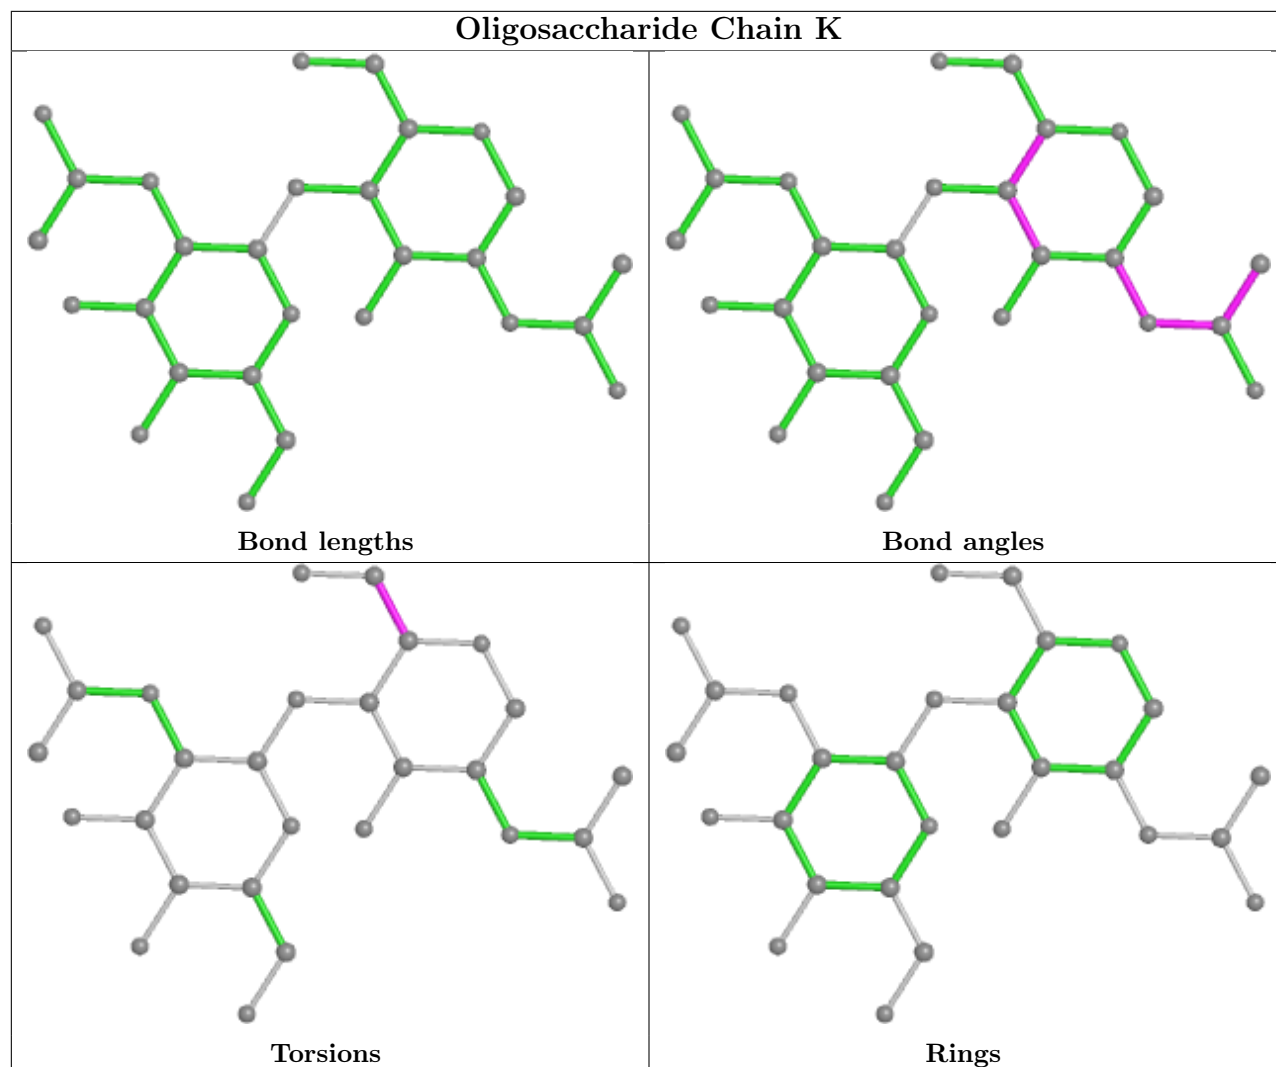 Oligosaccharide Chain K
Bond lengths
Bond angles
Torsions
Rings